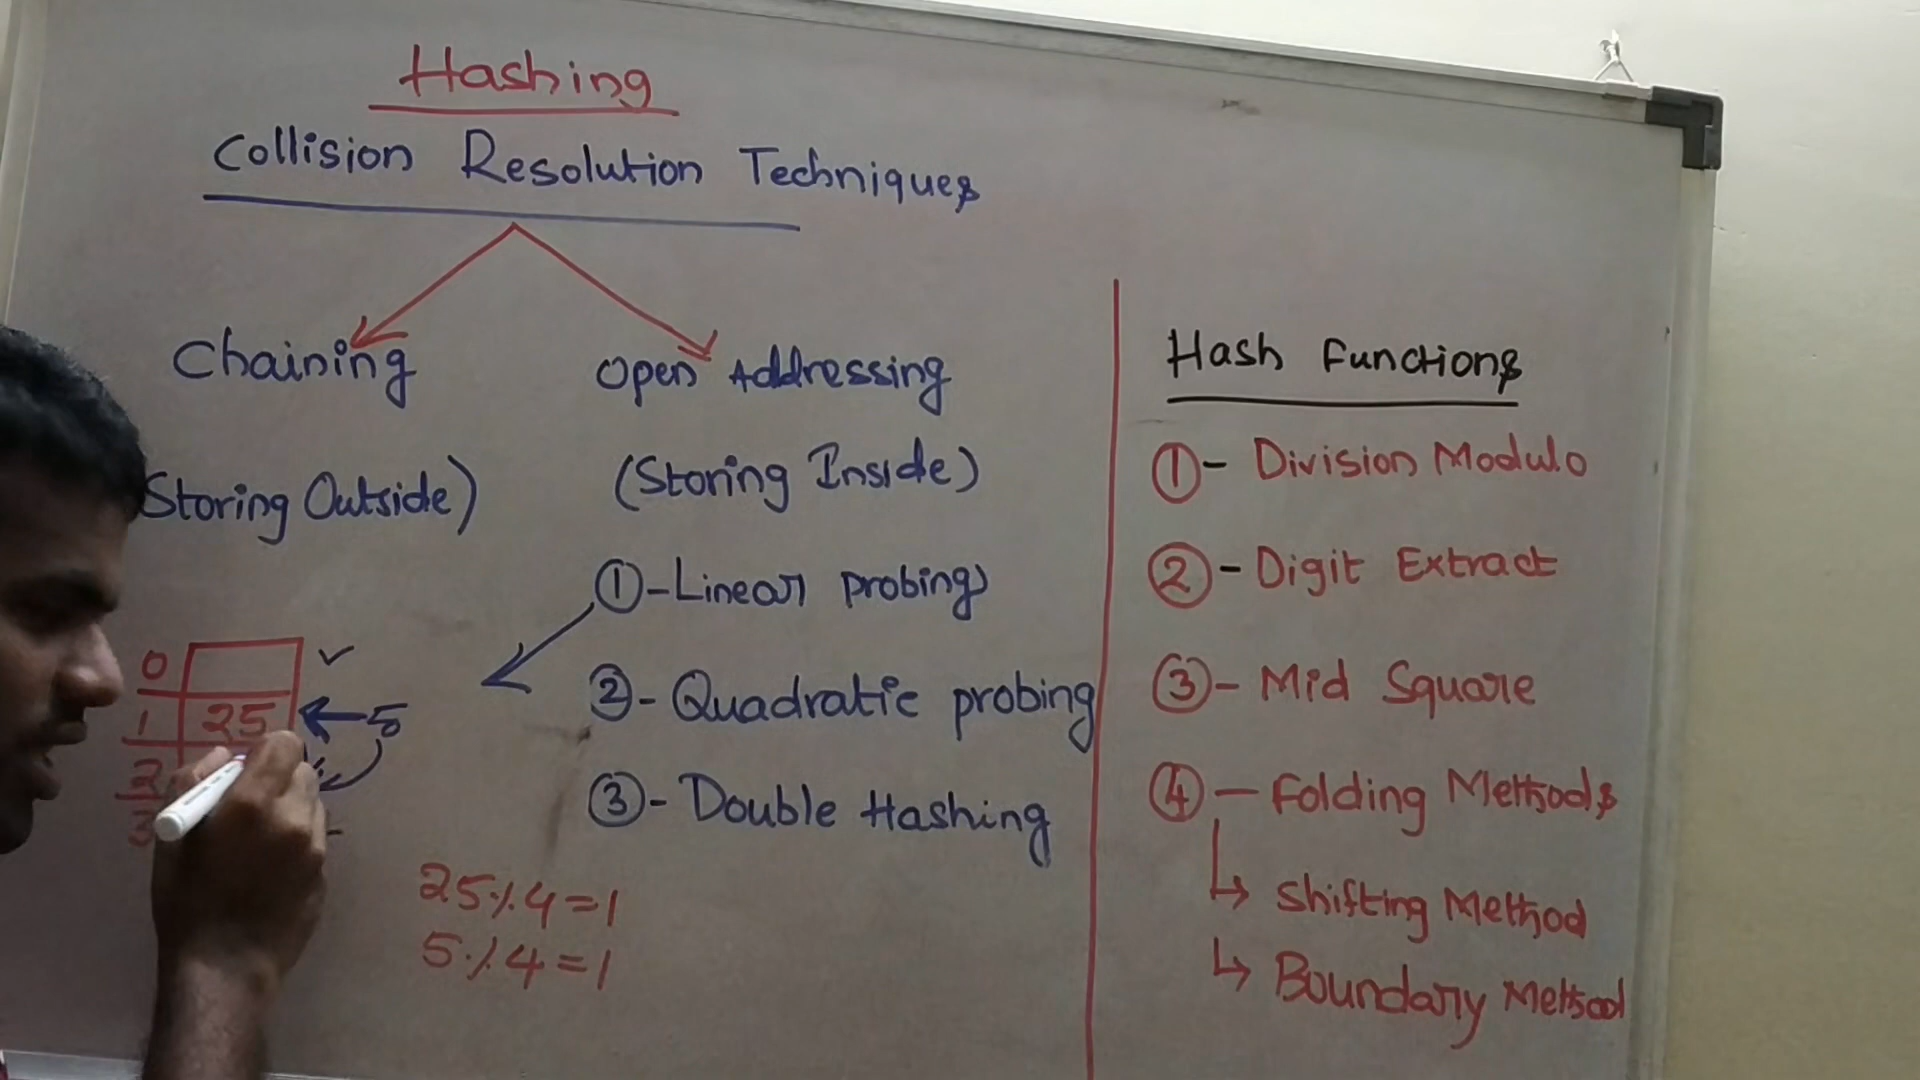 Hashing
Collision Resolution Techniques
Chaining
Open Addressing
Storing Outside)
(Storing Inside)
①-Linear probing
②-Quadratic probing
③-Double Hashing
0
1 25 5
2
3
25%4=1
5%4=1
Hash Functions
①- Division Modulo
②- Digit Extract
③- Mid Square
④- Folding Methods
Shifting Method
Boundary Method